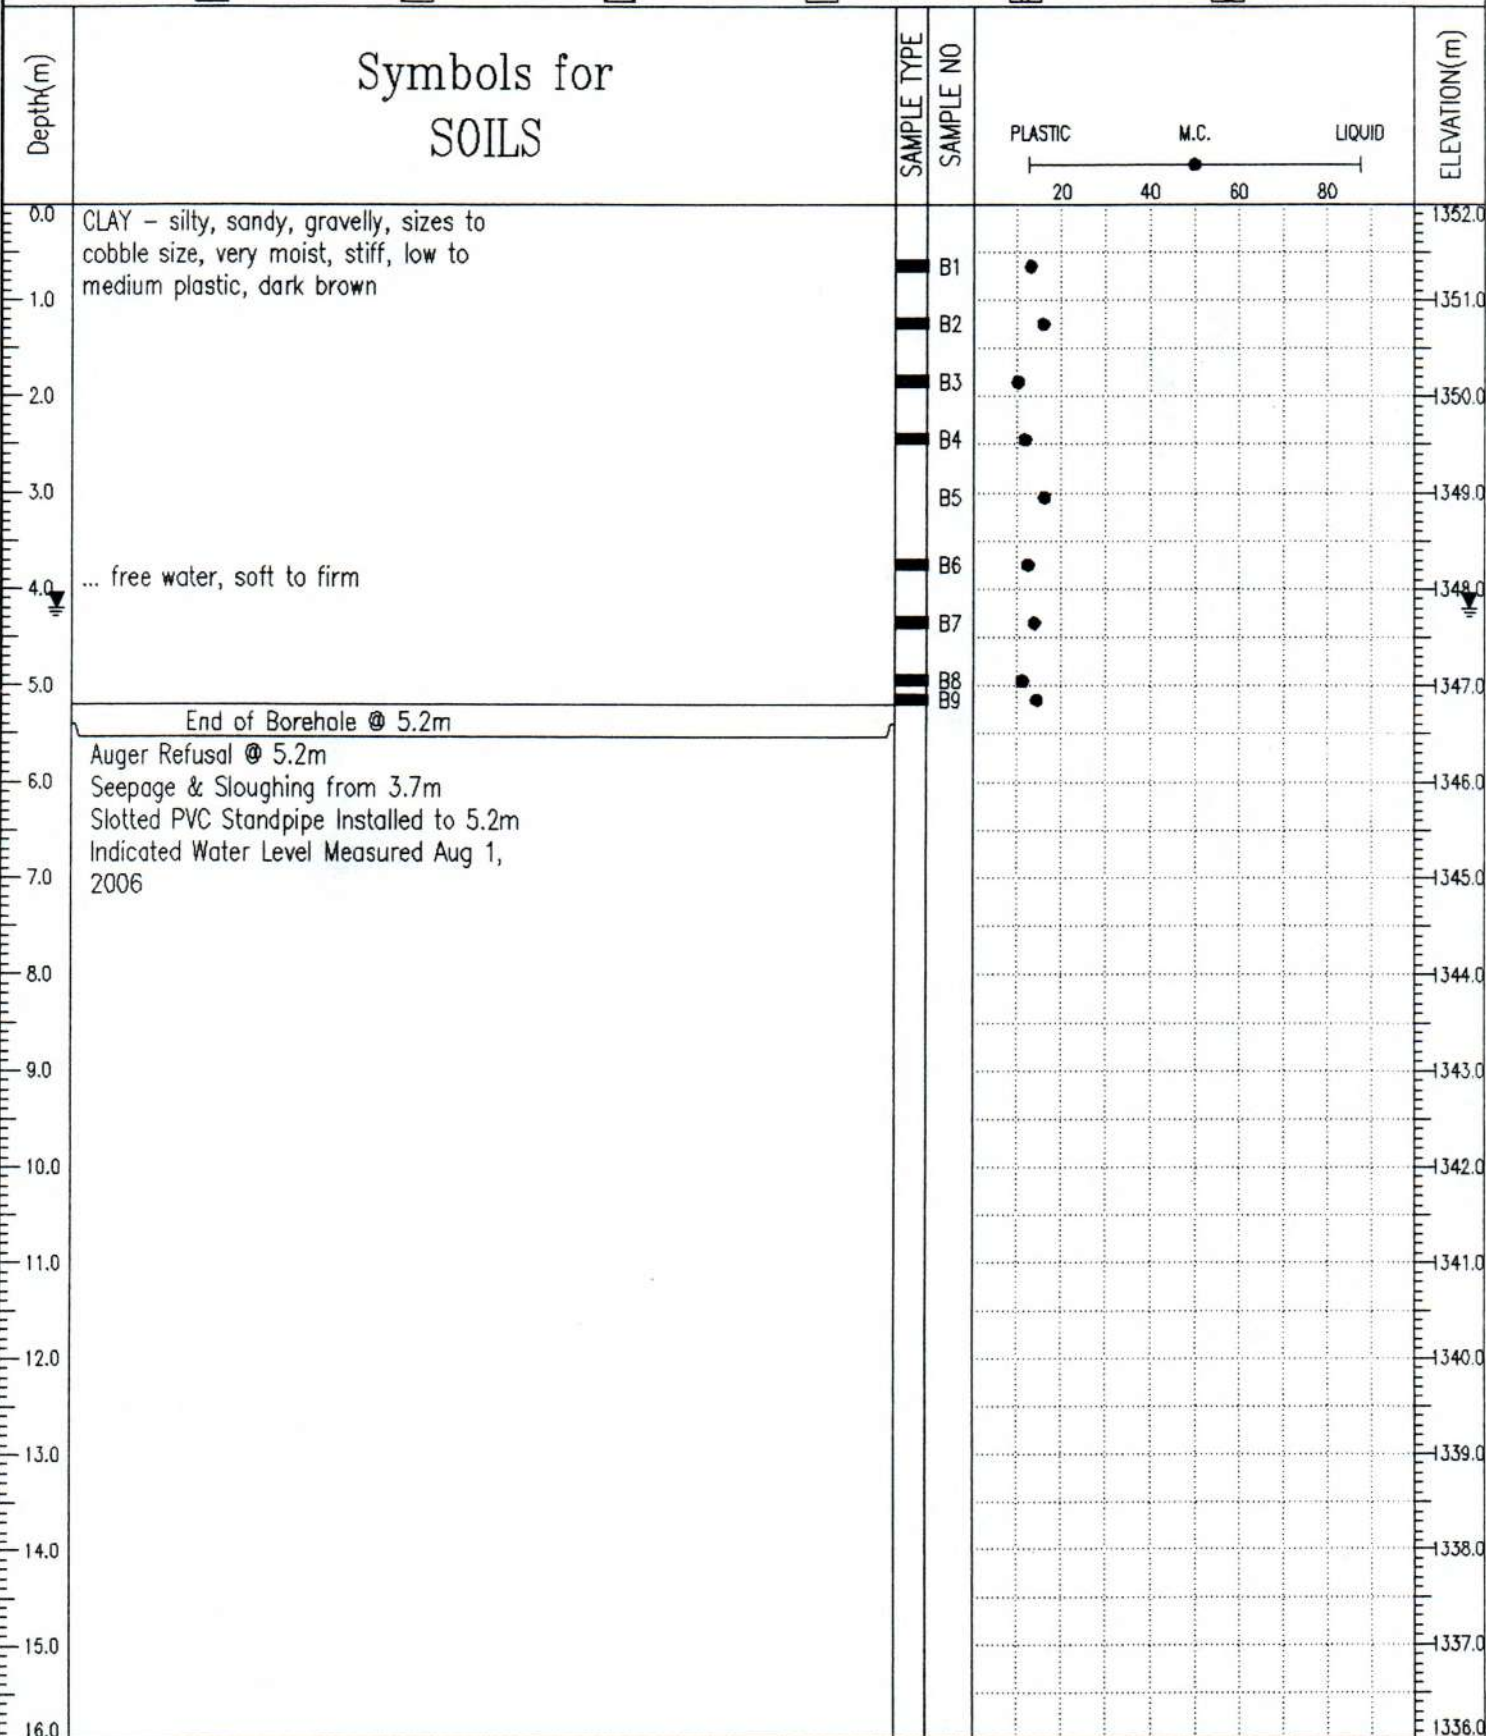 Depth(m)
Symbols for
SOILS
SAMPLE TYPE
SAMPLE NO
PLASTIC M.C. LIQUID
20 40 60 80
ELEVATION(m)
0.0
CLAY – silty, sandy, gravelly, sizes to
cobble size, very moist, stiff, low to
medium plastic, dark brown
1352.0
B1
1.0
1351.0
B2
B3
2.0
1350.0
B4
3.0
B5
1349.0
B6
... free water, soft to firm
4.0
1348.0
B7
B8
5.0
1347.0
B9
End of Borehole @ 5.2m
Auger Refusal @ 5.2m
6.0
Seepage & Sloughing from 3.7m
1346.0
Slotted PVC Standpipe Installed to 5.2m
Indicated Water Level Measured Aug 1,
2006
7.0
1345.0
8.0
1344.0
9.0
1343.0
10.0
1342.0
11.0
1341.0
12.0
1340.0
13.0
1339.0
14.0
1338.0
15.0
1337.0
16.0
1336.0